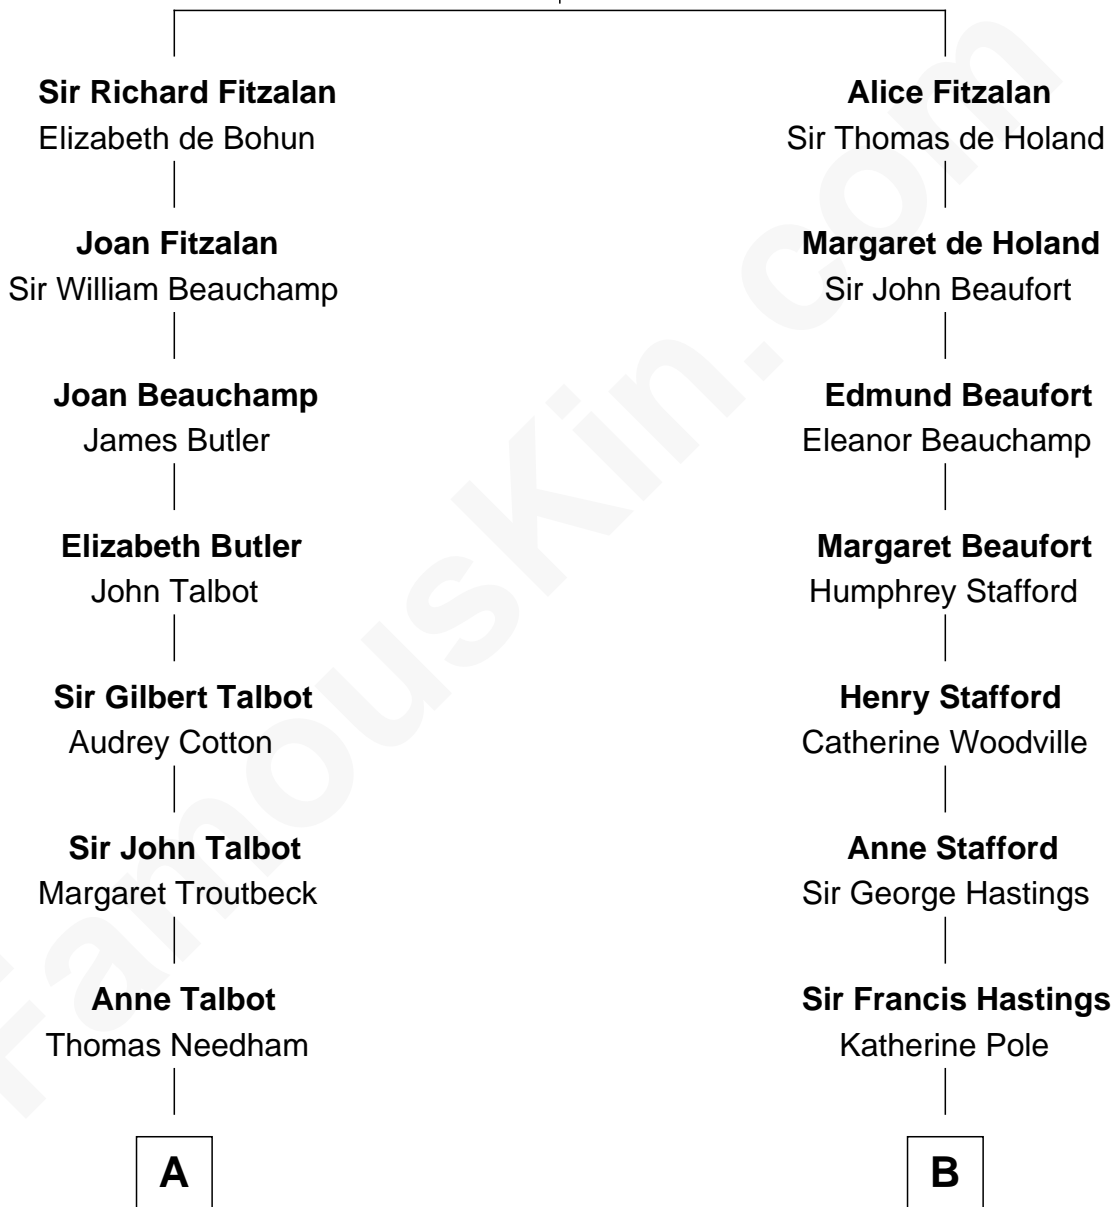 Sir Richard Fitzalan
Elizabeth de Bohun
Joan Fitzalan
Sir William Beauchamp
Joan Beauchamp
James Butler
Elizabeth Butler
John Talbot
Sir Gilbert Talbot
Audrey Cotton
Sir John Talbot
Margaret Troutbeck
Anne Talbot
Thomas Needham
A
Alice Fitzalan
Sir Thomas de Holand
Margaret de Holand
Sir John Beaufort
Edmund Beaufort
Eleanor Beauchamp
Margaret Beaufort
Humphrey Stafford
Henry Stafford
Catherine Woodville
Anne Stafford
Sir George Hastings
Sir Francis Hastings
Katherine Pole
B
FamousKin.com